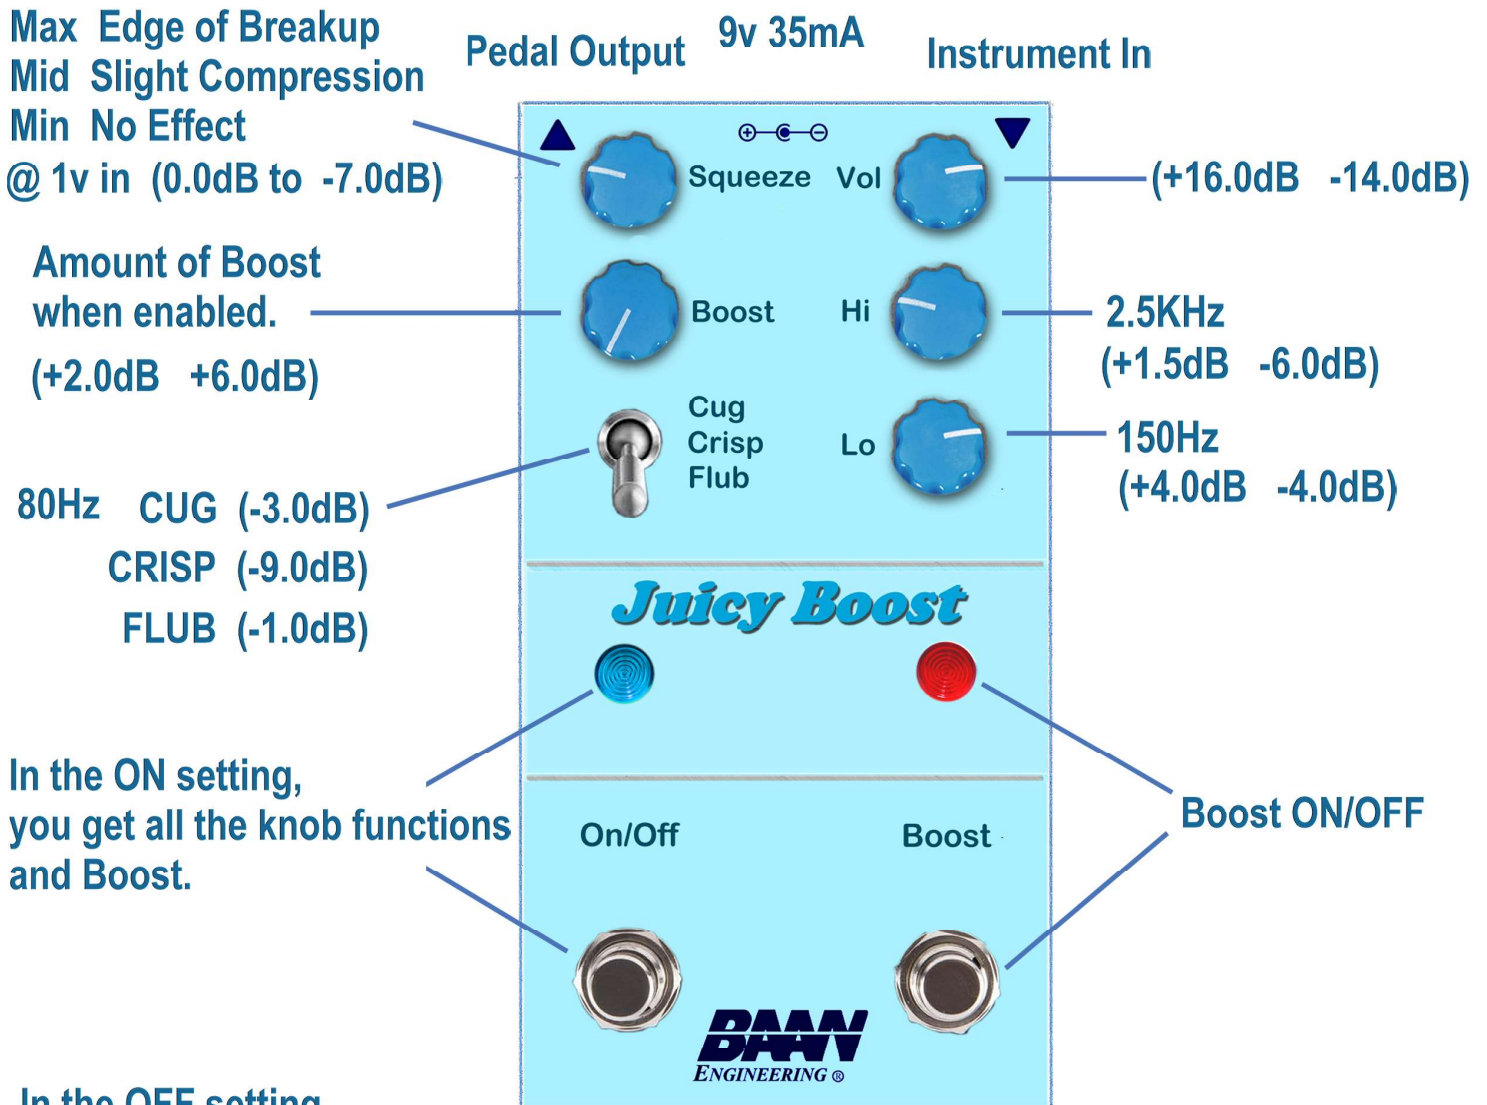 Max Edge of Breakup
Mid Slight Compression
Min No Effect
@ 1v in (0.0dB to -7.0dB)
Pedal Output
9v 35mA
Instrument In
Squeeze
Vol
(+16.0dB -14.0dB)
Amount of Boost
when enabled.
(+2.0dB +6.0dB)
Boost
Hi
2.5KHz
(+1.5dB -6.0dB)
Cug
Crisp
Flub
Lo
150Hz
(+4.0dB -4.0dB)
80Hz CUG (-3.0dB)
CRISP (-9.0dB)
FLUB (-1.0dB)
Juicy Boost
In the ON setting,
you get all the knob functions
and Boost.
On/Off
Boost
Boost ON/OFF
BAAN
ENGINEERING ®
In the OFF setting